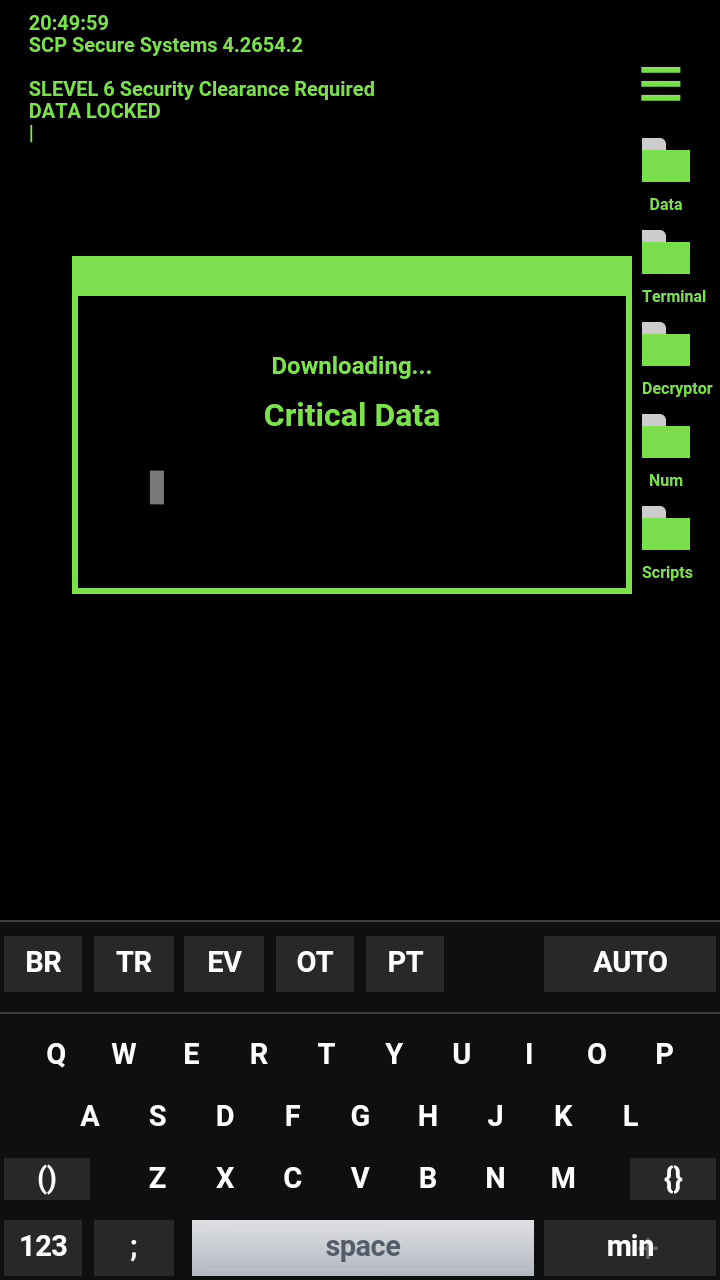 20:49:59
SCP Secure Systems 4.2654.2
SLEVEL 6 Security Clearance Required
DATA LOCKED
|
Data
Terminal
Decryptor
Num
Scripts
Downloading...
Critical Data
BR TR EV OT PT AUTO
Q W E R T Y U I O P
A S D F G H J K L
() Z X C V B N M {}
123 ; space min